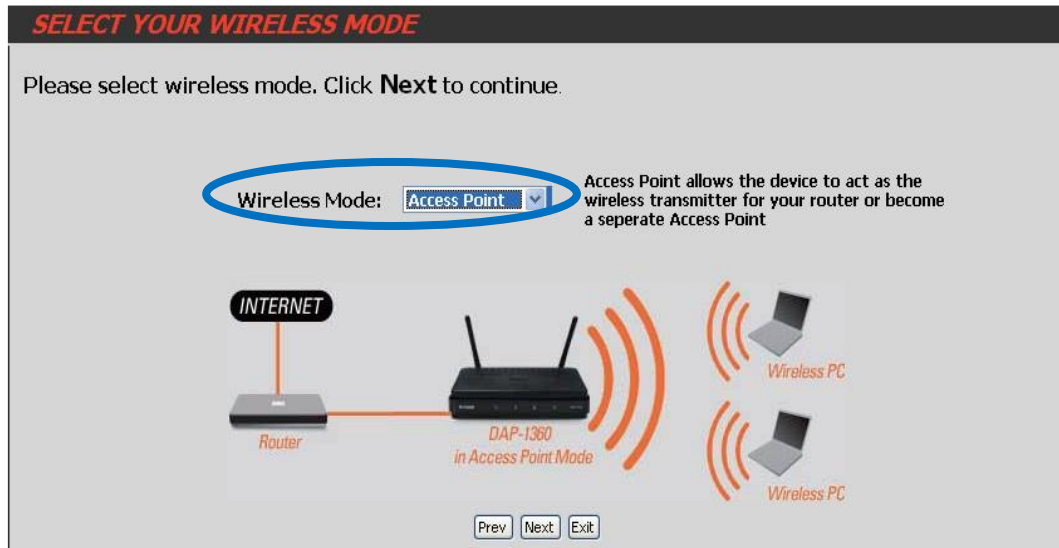 SELECT YOUR WIRELESS MODE
Please select wireless mode. Click Next to continue.
Wireless Mode: Access Point
Access Point allows the device to act as the
wireless transmitter for your router or become
a seperate Access Point
INTERNET
Router
DAP-1360
in Access Point Mode
Wireless PC
Wireless PC
Prev Next Exit